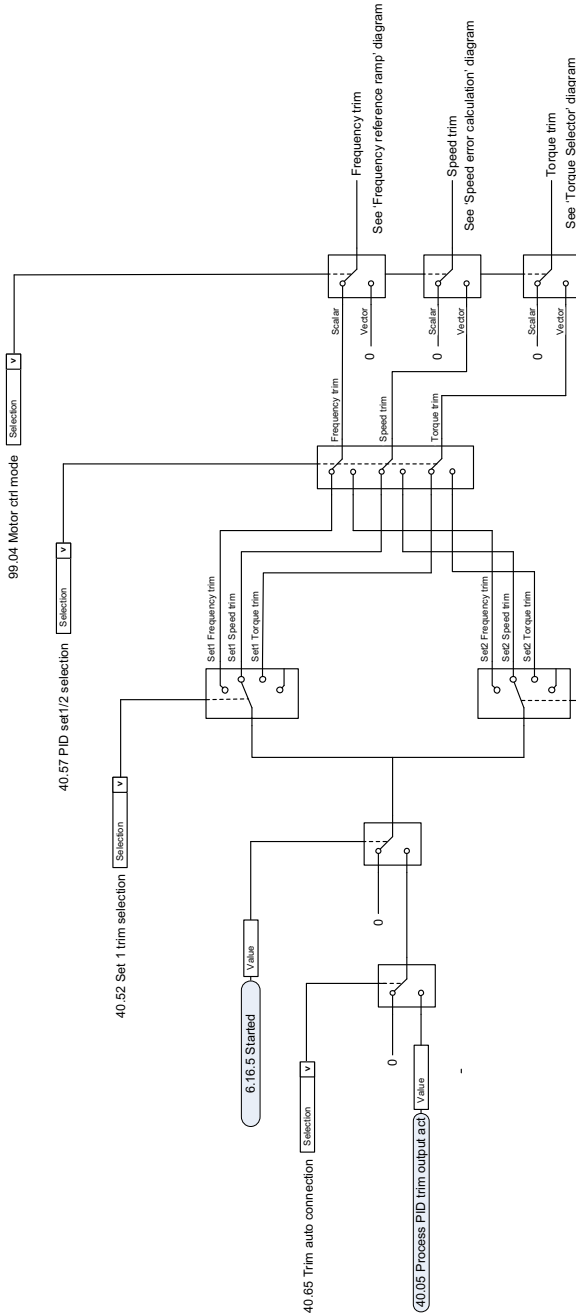 99.04 Motor ctrl mode
Selection
v
40.57 PID set1/2 selection
Selection
v
40.52 Set 1 trim selection
Selection
v
6.16.5 Started
Value
40.65 Trim auto connection
Selection
v
40.05 Process PID trim output act
Value
0
0
Set1 Frequency trim
Set1 Speed trim
Set1 Torque trim
Set2 Frequency trim
Set2 Speed trim
Set2 Torque trim
Frequency trim
Speed trim
Torque trim
Scalar
Vector
0
Frequency trim
See 'Frequency reference ramp' diagram
Scalar
0
Vector
Speed trim
See 'Speed error calculation' diagram
Scalar
0
Vector
Torque trim
See 'Torque Selector' diagram
-